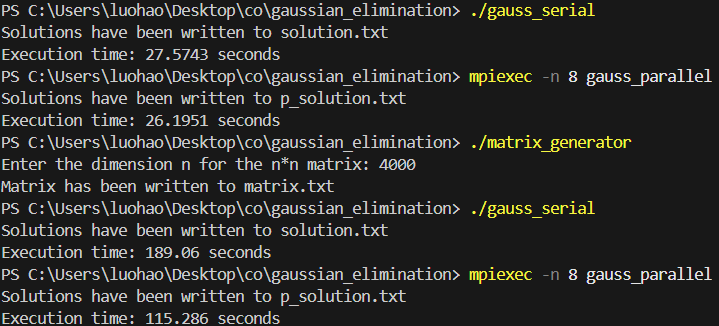 PS C:\Users\luohao\Desktop\co\gaussian_elimination> ./gauss_serial
Solutions have been written to solution.txt
Execution time: 27.5743 seconds
PS C:\Users\luohao\Desktop\co\gaussian_elimination> mpiexec -n 8 gauss_parallel
Solutions have been written to p_solution.txt
Execution time: 26.1951 seconds
PS C:\Users\luohao\Desktop\co\gaussian_elimination> ./matrix_generator
Enter the dimension n for the n*n matrix: 4000
Matrix has been written to matrix.txt
PS C:\Users\luohao\Desktop\co\gaussian_elimination> ./gauss_serial
Solutions have been written to solution.txt
Execution time: 189.06 seconds
PS C:\Users\luohao\Desktop\co\gaussian_elimination> mpiexec -n 8 gauss_parallel
Solutions have been written to p_solution.txt
Execution time: 115.286 seconds